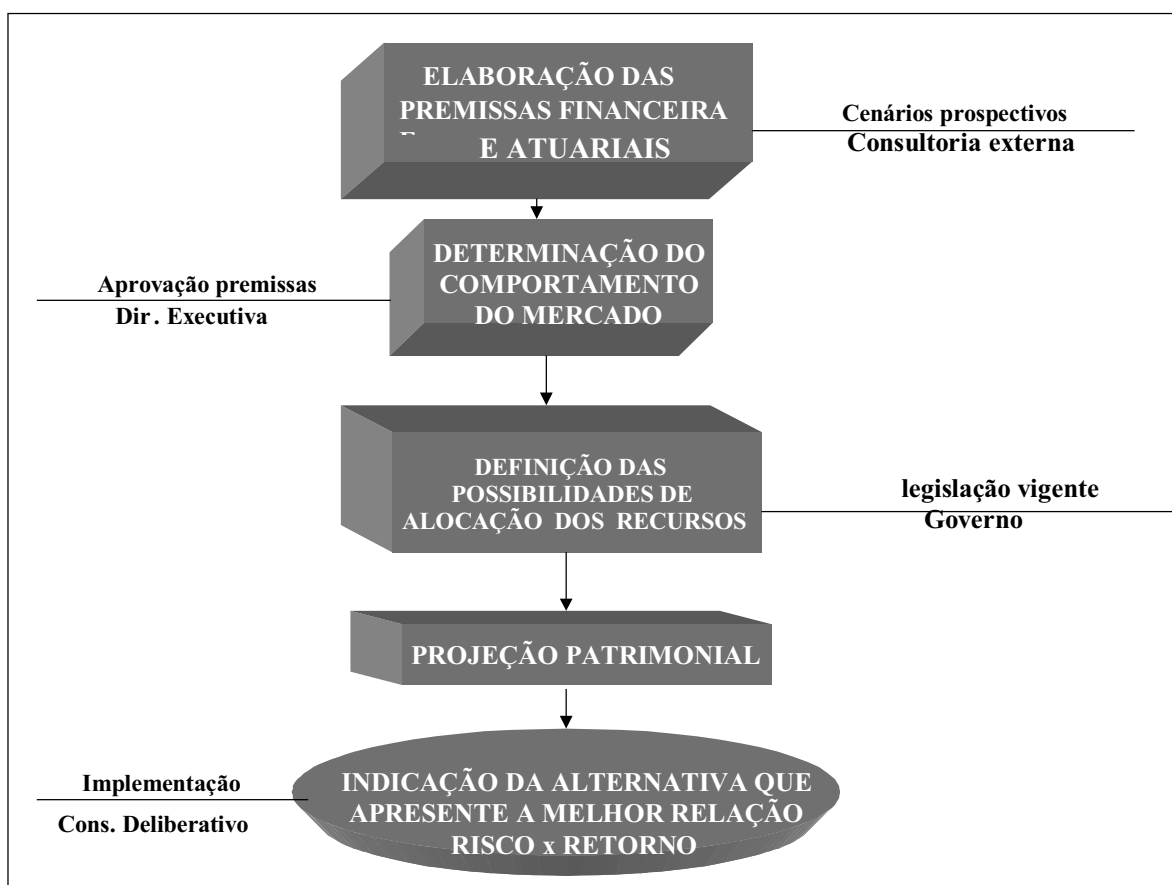 ELABORAÇÃO DAS
PREMISSAS FINANCEIRA
E ATUARIAIS
Cenários prospectivos
Consultoria externa
DETERMINAÇÃO DO
COMPORTAMENTO
DO MERCADO
Aprovação premissas
Dir. Executiva
DEFINIÇÃO DAS
POSSIBILIDADES DE
ALOCAÇÃO DOS RECURSOS
legislação vigente
Governo
PROJEÇÃO PATRIMONIAL
INDICAÇÃO DA ALTERNATIVA QUE
APRESENTE A MELHOR RELAÇÃO
RISCO x RETORNO
Implementação
Cons. Deliberativo